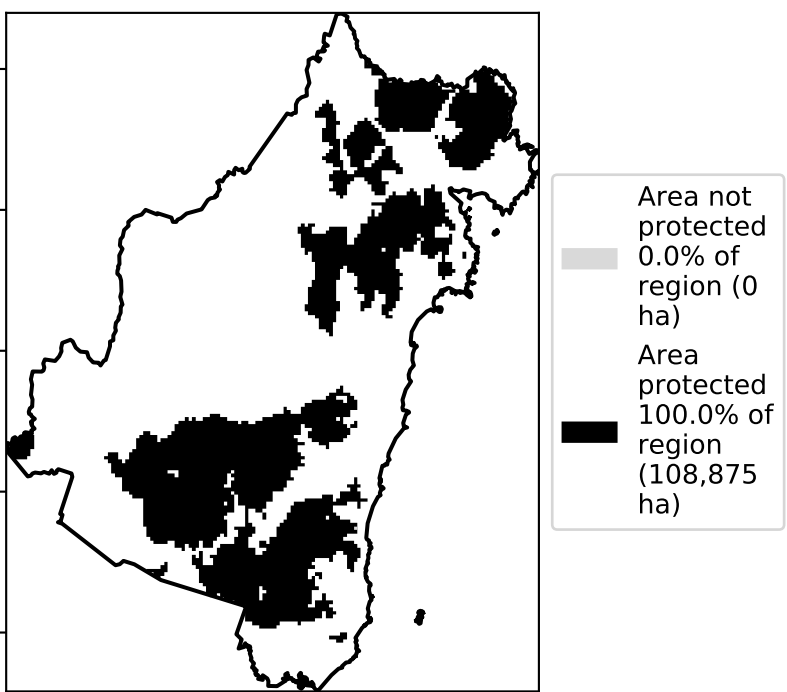 Area not
protected
0.0% of
region (0
ha)
Area
protected
100.0% of
region
(108,875
ha)